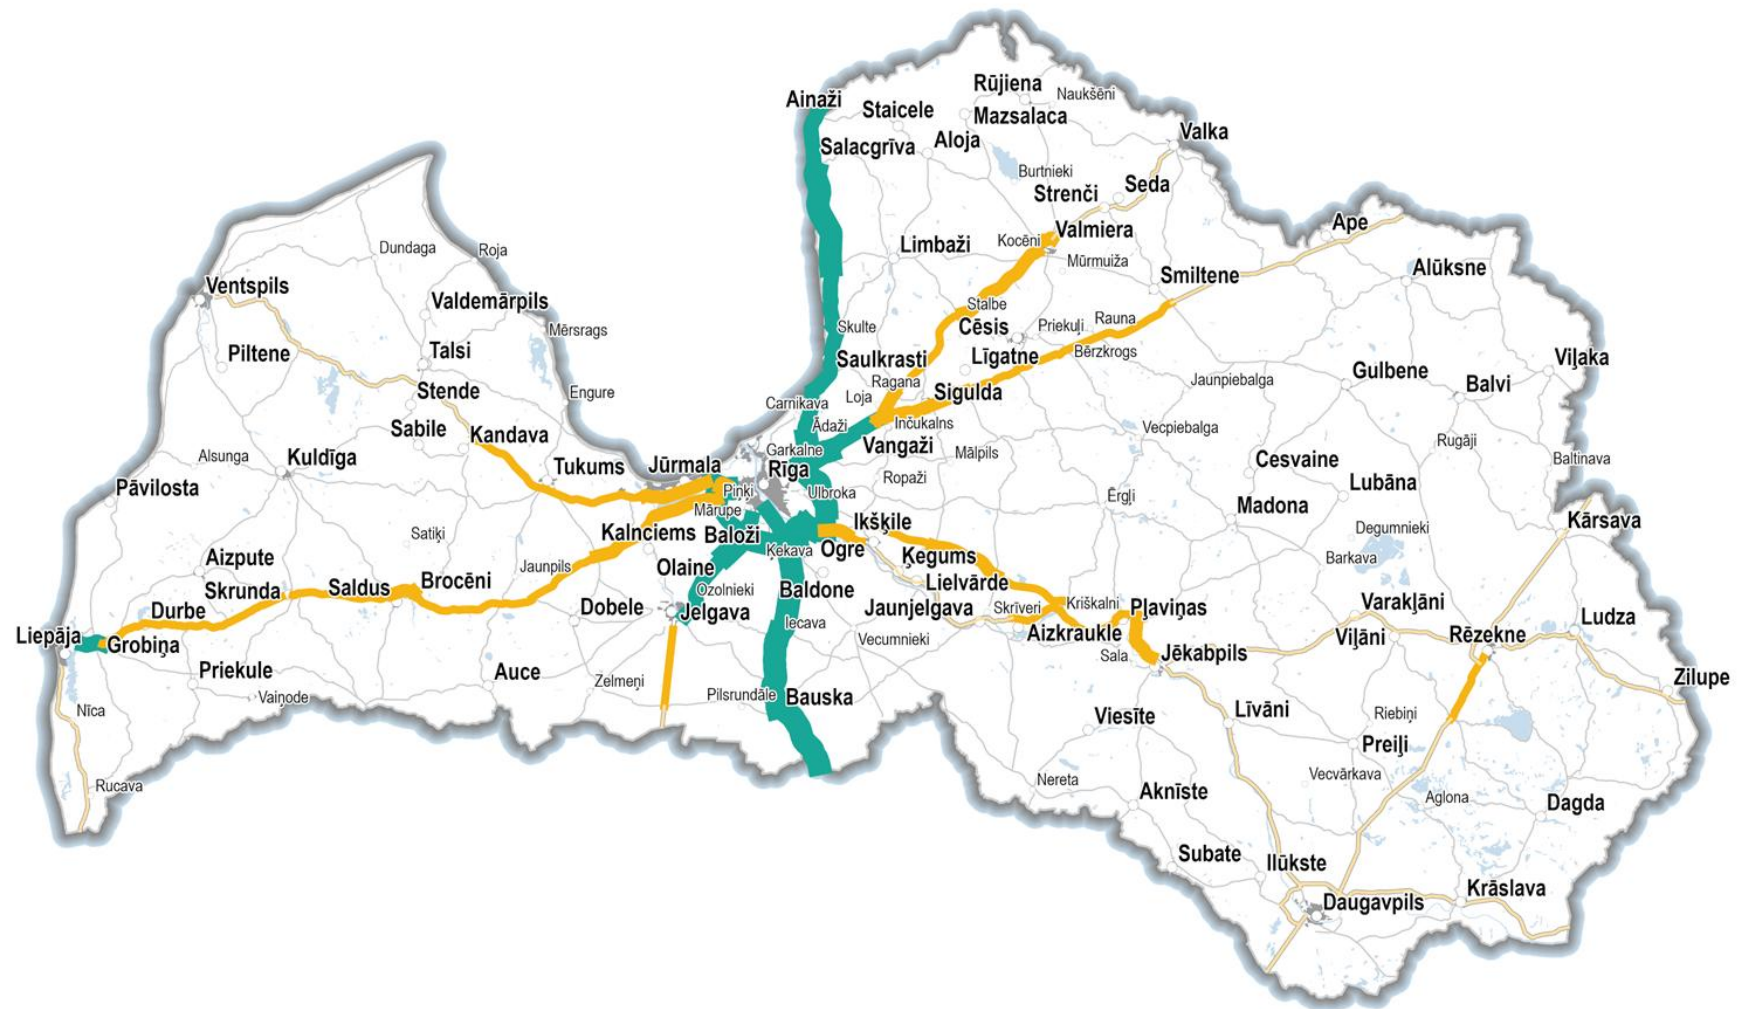 Rūjiena
Naukšēni
Ainaži
Staicele
Mazsalaca
Valka
Salacgrīva
Aloja
Burtnieki
Seda
Strenči
Ape
Valmiera
Kocēni
Limbaži
Dundaga
Roja
Mūrmuiža
Alūksne
Smiltene
Ventspils
Valdemārpils
Stalbe
Mērsrags
Skulte
Cēsis
Priekuļi
Rauna
Talsi
Piltene
Saulkrasti
Līgatne
Bērzkrogs
Viļaka
Gulbene
Ragana
Jaunpiebalga
Balvi
Stende
Engure
Loja
Sigulda
Carnikava
Inčukalns
Ādaži
Sabile
Kandava
Vecpiebalga
Rugāji
Vangaži
Garkalne
Mālpils
Alsunga
Kuldīga
Tukums
Jūrmala
Rīga
Cesvaine
Baltinava
Ropaži
Lubāna
Pāvilosta
Pinķi
Ulbroka
Ērgļi
Madona
Mārupe
Ikšķile
Kārsava
Degumnieki
Satiķi
Kalnciems
Baloži
Ķekava
Ogre
Ķegums
Barkava
Aizpute
Jaunpils
Olaine
Skrunda
Saldus
Brocēni
Ozolnieki
Baldone
Lielvārde
Durbe
Dobele
Jelgava
Jaunjelgava
Skrīveri
Kriškalni
Pļaviņas
Varakļāni
Ludza
Iecava
Liepāja
Grobiņa
Vecumnieki
Aizkraukle
Viļāni
Rēzekne
Sala
Jēkabpils
Priekule
Auce
Zelmeņi
Zilupe
Vaiņode
Pilsrundāle
Bauska
Nīca
Viesīte
Līvāni
Riebiņi
Preiļi
Rucava
Nereta
Vecvārkava
Aknīste
Aglona
Dagda
Subate
Ilūkste
Krāslava
Daugavpils